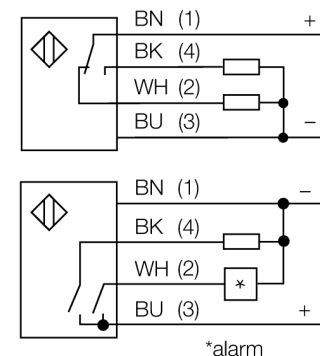 BN (1) +
BK (4)
WH (2)
BU (3) −
BN (1) −
BK (4)
WH (2) *
BU (3) +
*alarm